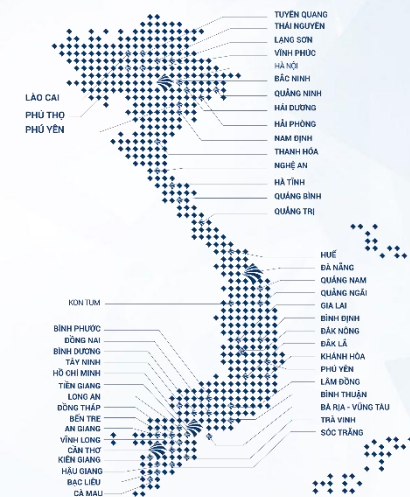 TUYÊN QUANG
THÁI NGUYÊN
LẠNG SƠN
VĨNH PHÚC
HÀ NỘI
BẮC NINH
QUẢNG NINH
HẢI DƯƠNG
HẢI PHÒNG
NAM ĐỊNH
THANH HÓA
NGHỆ AN
HÀ TĨNH
QUẢNG BÌNH
QUẢNG TRỊ
LÀO CAI
PHÚ THỌ
PHÚ YÊN
HUẾ
ĐÀ NẴNG
QUẢNG NAM
QUẢNG NGÃI
GIA LAI
BÌNH ĐỊNH
ĐĂK NÔNG
ĐĂK LĂ
KHÁNH HÒA
PHÚ YÊN
LÂM ĐỒNG
BÌNH THUẬN
BÀ RỊA - VŨNG TÀU
TRÀ VINH
SÓC TRĂNG
KON TUM
BÌNH PHƯỚC
ĐỒNG NAI
BÌNH DƯƠNG
TÂY NINH
HỒ CHÍ MINH
TIỀN GIANG
LONG AN
ĐỒNG THÁP
BẾN TRE
AN GIANG
VĨNH LONG
CẦN THƠ
KIÊN GIANG
HẬU GIANG
BẠC LIÊU
CÀ MAU